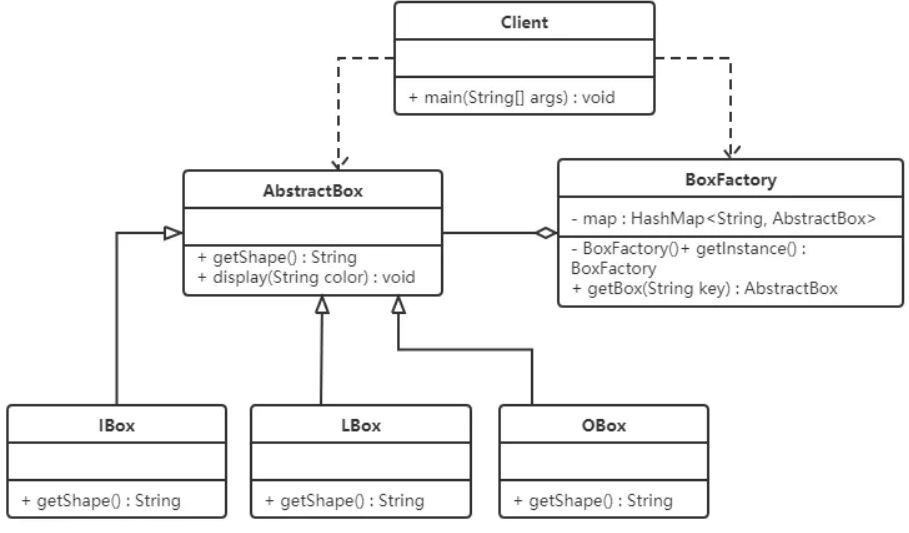 Client
+ main(String[] args) : void
AbstractBox
+ getShape() : String
+ display(String color) : void
BoxFactory
- map : HashMap<String, AbstractBox>
- BoxFactory()+ getInstance() :
BoxFactory
+ getBox(String key) : AbstractBox
IBox
+ getShape() : String
LBox
+ getShape() : String
OBox
+ getShape() : String